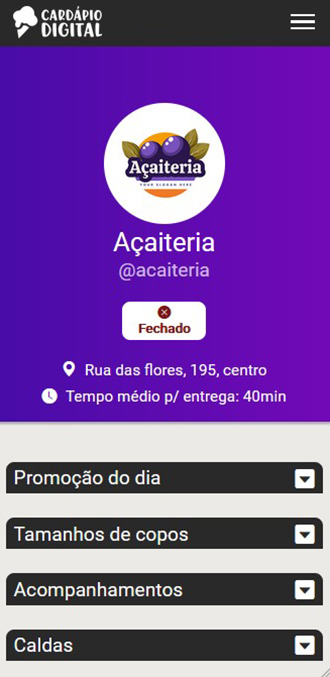 CARDÁPIO
DIGITAL
Açaiteria
YOUR SLOGAN HERE
Açaiteria
@acaiteria
Fechado
Rua das flores, 195, centro
Tempo médio p/ entrega: 40min
Promoção do dia
Tamanhos de copos
Acompanhamentos
Caldas